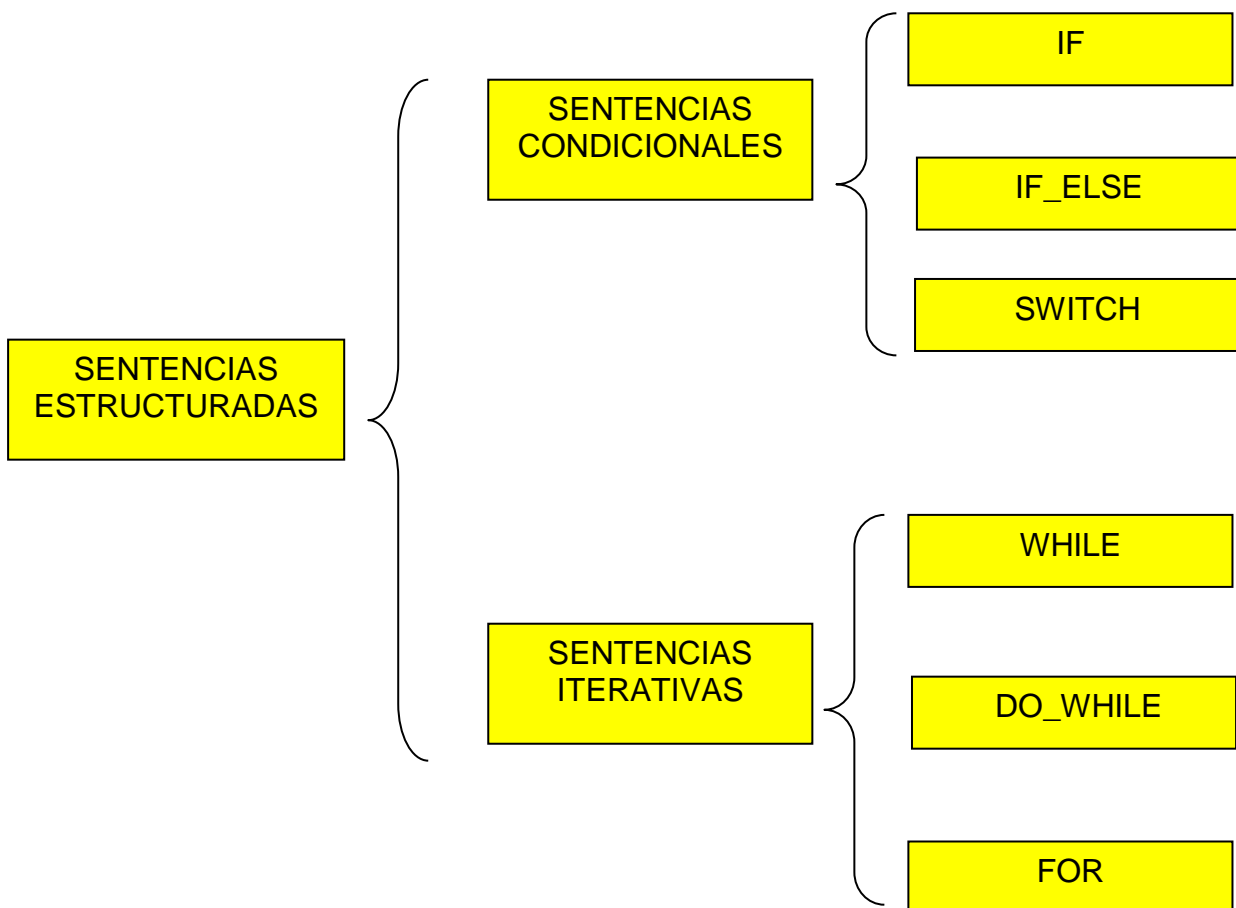 SENTENCIAS
ESTRUCTURADAS
SENTENCIAS
CONDICIONALES
IF
IF_ELSE
SWITCH
SENTENCIAS
ITERATIVAS
WHILE
DO_WHILE
FOR